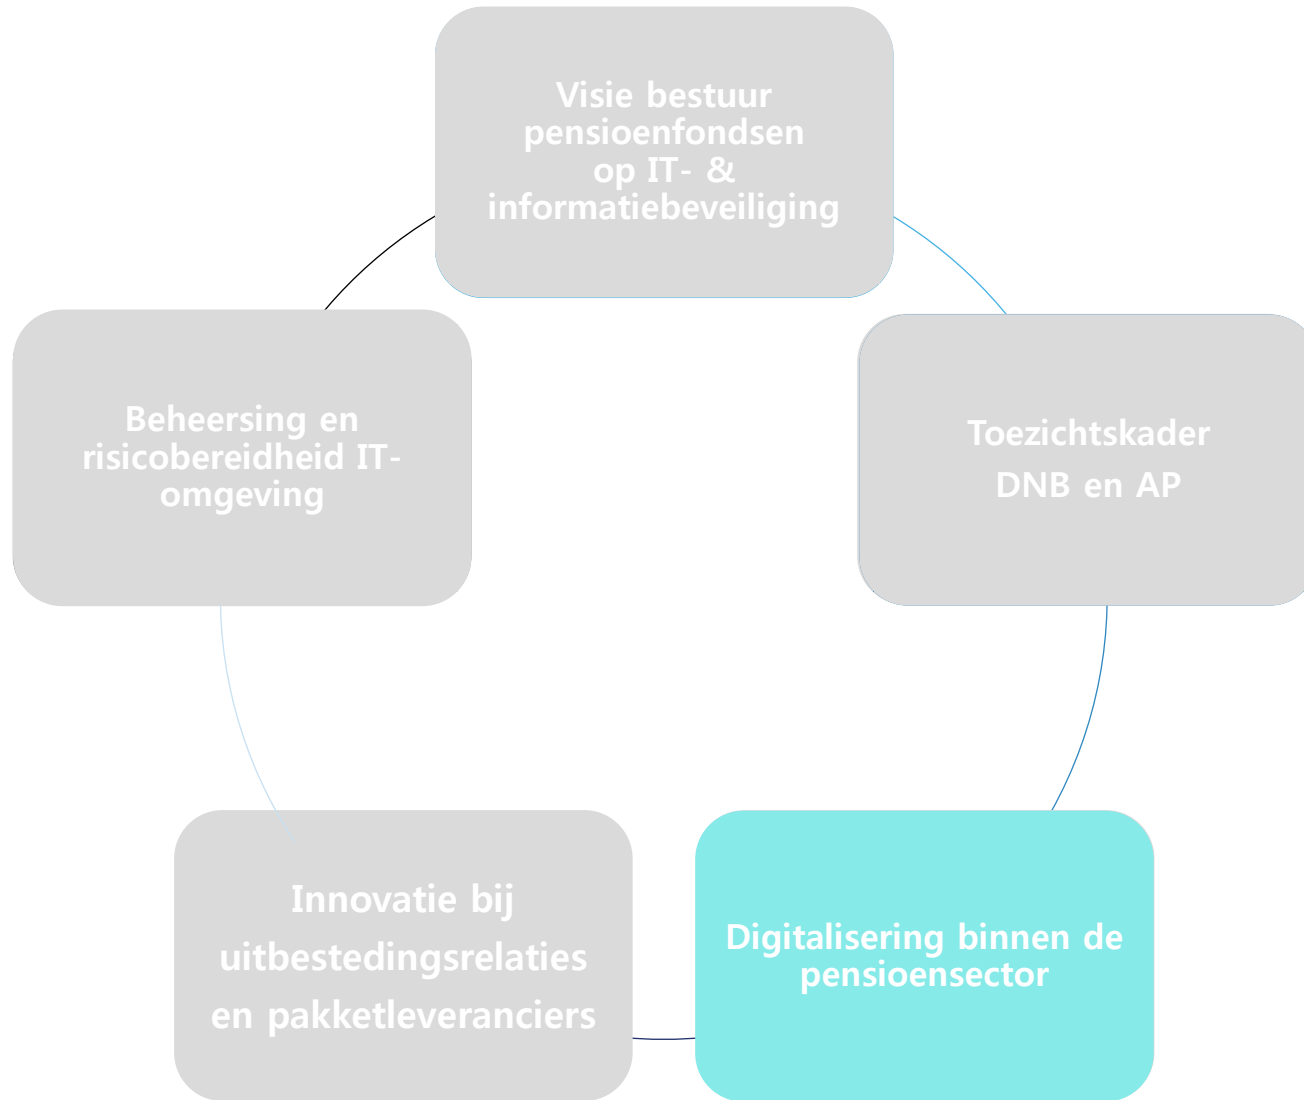 Visie bestuur
pensioenfondsen
op IT- &
informatiebeveiliging
Beheersing en
risicobereidheid IT-
omgeving
Toezichtskader
DNB en AP
Innovatie bij
uitbestedingsrelaties
en pakketleveranciers
Digitalisering binnen de
pensioensector